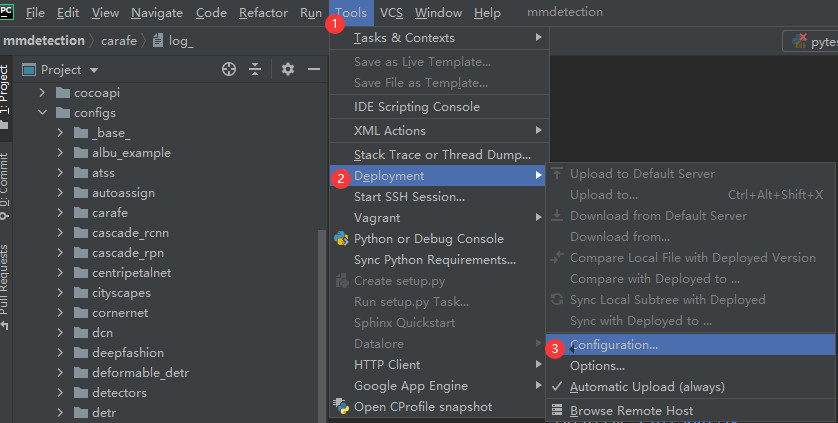 PC File Edit View Navigate Code Refactor Run Tools VCS Window Help mmdetection
1
mmdetection carafe log_
pytes
Project
1: Project
0: Commit
Pull Requests
cocoapi
configs
_base_
albu_example
atss
autoassign
carafe
cascade_rcnn
cascade_rpn
centripetalnet
cityscapes
cornernet
dcn
deepfashion
deformable_detr
detectors
detr
Tasks & Contexts
Save as Live Template...
Save File as Template...
IDE Scripting Console
XML Actions
Stack Trace or Thread Dump...
2 Deployment
Start SSH Session...
Vagrant
Python or Debug Console
Sync Python Requirements...
Create setup.py
Run setup.py Task...
Sphinx Quickstart
Datalore
HTTP Client
Google App Engine
Open CProfile snapshot
Upload to Default Server
Upload to... Ctrl+Alt+Shift+X
Download from Default Server
Download from...
Compare Local File with Deployed Version
Compare with Deployed to ...
Sync Local Subtree with Deployed
Sync with Deployed to ...
3 Configuration...
Options...
Automatic Upload (always)
Browse Remote Host